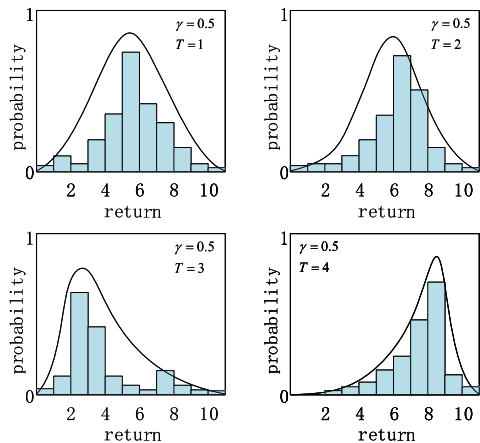 1
γ = 0.5
T = 1
probability
0
2 4 6 8 10
return
1
γ = 0.5
T = 2
probability
0
2 4 6 8 10
return
1
γ = 0.5
T = 3
probability
0
2 4 6 8 10
return
1
γ = 0.5
T = 4
probability
0
2 4 6 8 10
return